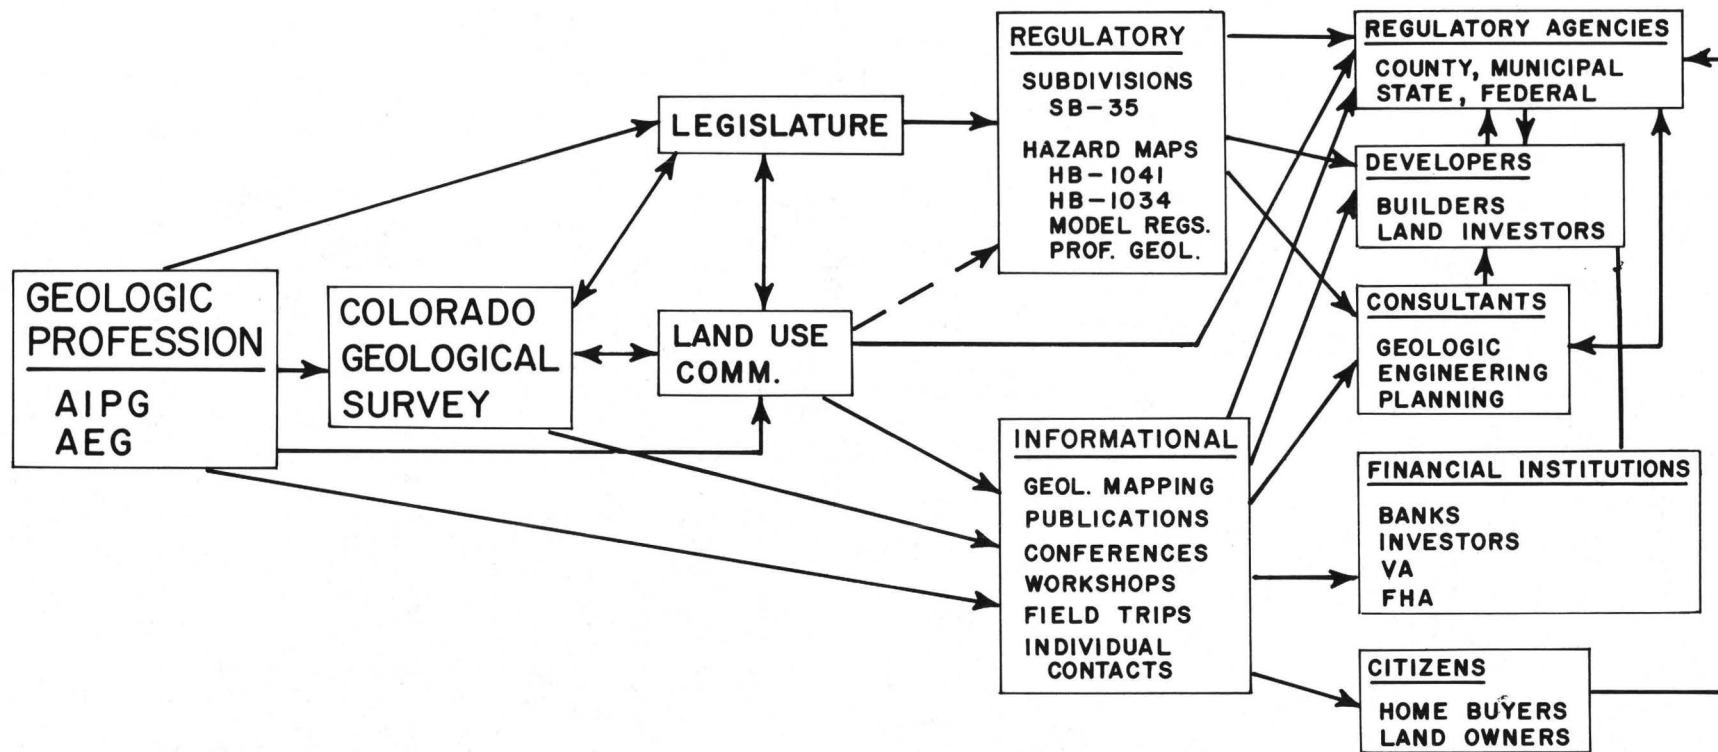 GEOLOGIC
PROFESSION
AIPG
AEG
COLORADO
GEOLOGICAL
SURVEY
LEGISLATURE
LAND USE
COMM.
REGULATORY
SUBDIVISIONS
SB-35
HAZARD MAPS
HB-1041
HB-1034
MODEL REGS.
PROF. GEOL.
INFORMATIONAL
GEOL. MAPPING
PUBLICATIONS
CONFERENCES
WORKSHOPS
FIELD TRIPS
INDIVIDUAL
CONTACTS
REGULATORY AGENCIES
COUNTY, MUNICIPAL
STATE, FEDERAL
DEVELOPERS
BUILDERS
LAND INVESTORS
CONSULTANTS
GEOLOGIC
ENGINEERING
PLANNING
FINANCIAL INSTITUTIONS
BANKS
INVESTORS
VA
FHA
CITIZENS
HOME BUYERS
LAND OWNERS